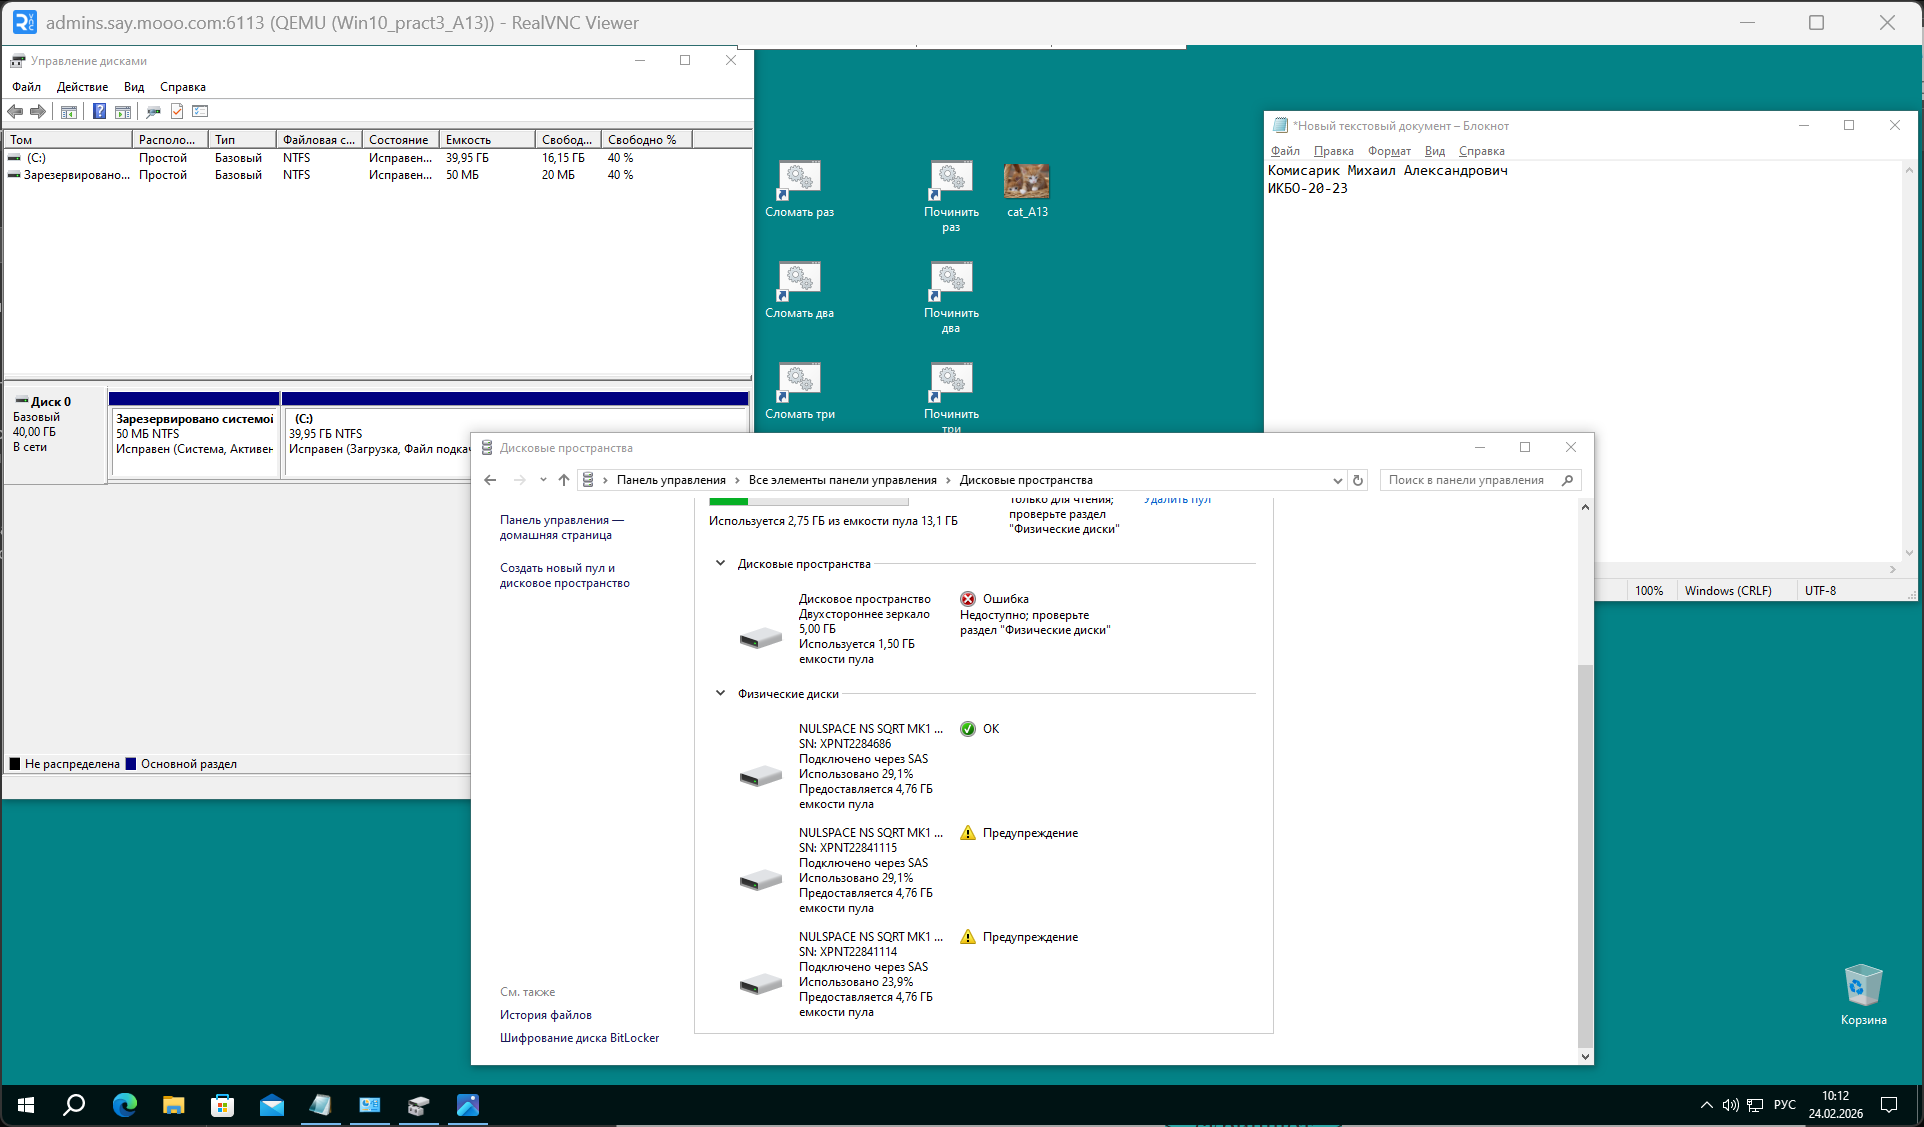 admins.say.mooo.com:6113 (QEMU (Win10_pract3_A13)) - RealVNC Viewer
Управление дисками
Файл Действие Вид Справка
Том Располо... Тип Файловая с... Состояние Емкость Свобод... Свободно %
(C:) Простой Базовый NTFS Исправен... 39,95 ГБ 16,15 ГБ 40 %
Зарезервировано... Простой Базовый NTFS Исправен... 50 МБ 20 МБ 40 %
Диск 0
Базовый
40,00 ГБ
В сети
Зарезервировано системой
50 МБ NTFS
Исправен (Система, Активен
(C:)
39,95 ГБ NTFS
Исправен (Загрузка, Файл подкач
Не распределена Основной раздел
Сломать раз
Починить
раз
cat_A13
Сломать два
Починить
два
Сломать три
Починить
три
*Новый текстовый документ – Блокнот
Файл Правка Формат Вид Справка
Комисарик Михаил Александрович
ИКБО-20-23
100% Windows (CRLF) UTF-8
Дисковые пространства
Панель управления › Все элементы панели управления › Дисковые пространства
Поиск в панели управления
Панель управления —
домашняя страница
Создать новый пул и
дисковое пространство
См. также
История файлов
Шифрование диска BitLocker
Используется 2,75 ГБ из емкости пула 13,1 ГБ
только для чтения;
проверьте раздел
"Физические диски"
Удалить пул
Дисковые пространства
Дисковое пространство
Двухстороннее зеркало
5,00 ГБ
Используется 1,50 ГБ
емкости пула
Ошибка
Недоступно; проверьте
раздел "Физические диски"
Физические диски
NULSPACE NS SQRT MK1 ...
SN: XPNT2284686
Подключено через SAS
Использовано 29,1%
Предоставляется 4,76 ГБ
емкости пула
OK
NULSPACE NS SQRT MK1 ...
SN: XPNT22841115
Подключено через SAS
Использовано 29,1%
Предоставляется 4,76 ГБ
емкости пула
Предупреждение
NULSPACE NS SQRT MK1 ...
SN: XPNT22841114
Подключено через SAS
Использовано 23,9%
Предоставляется 4,76 ГБ
емкости пула
Предупреждение
Корзина
РУС
10:12
24.02.2026